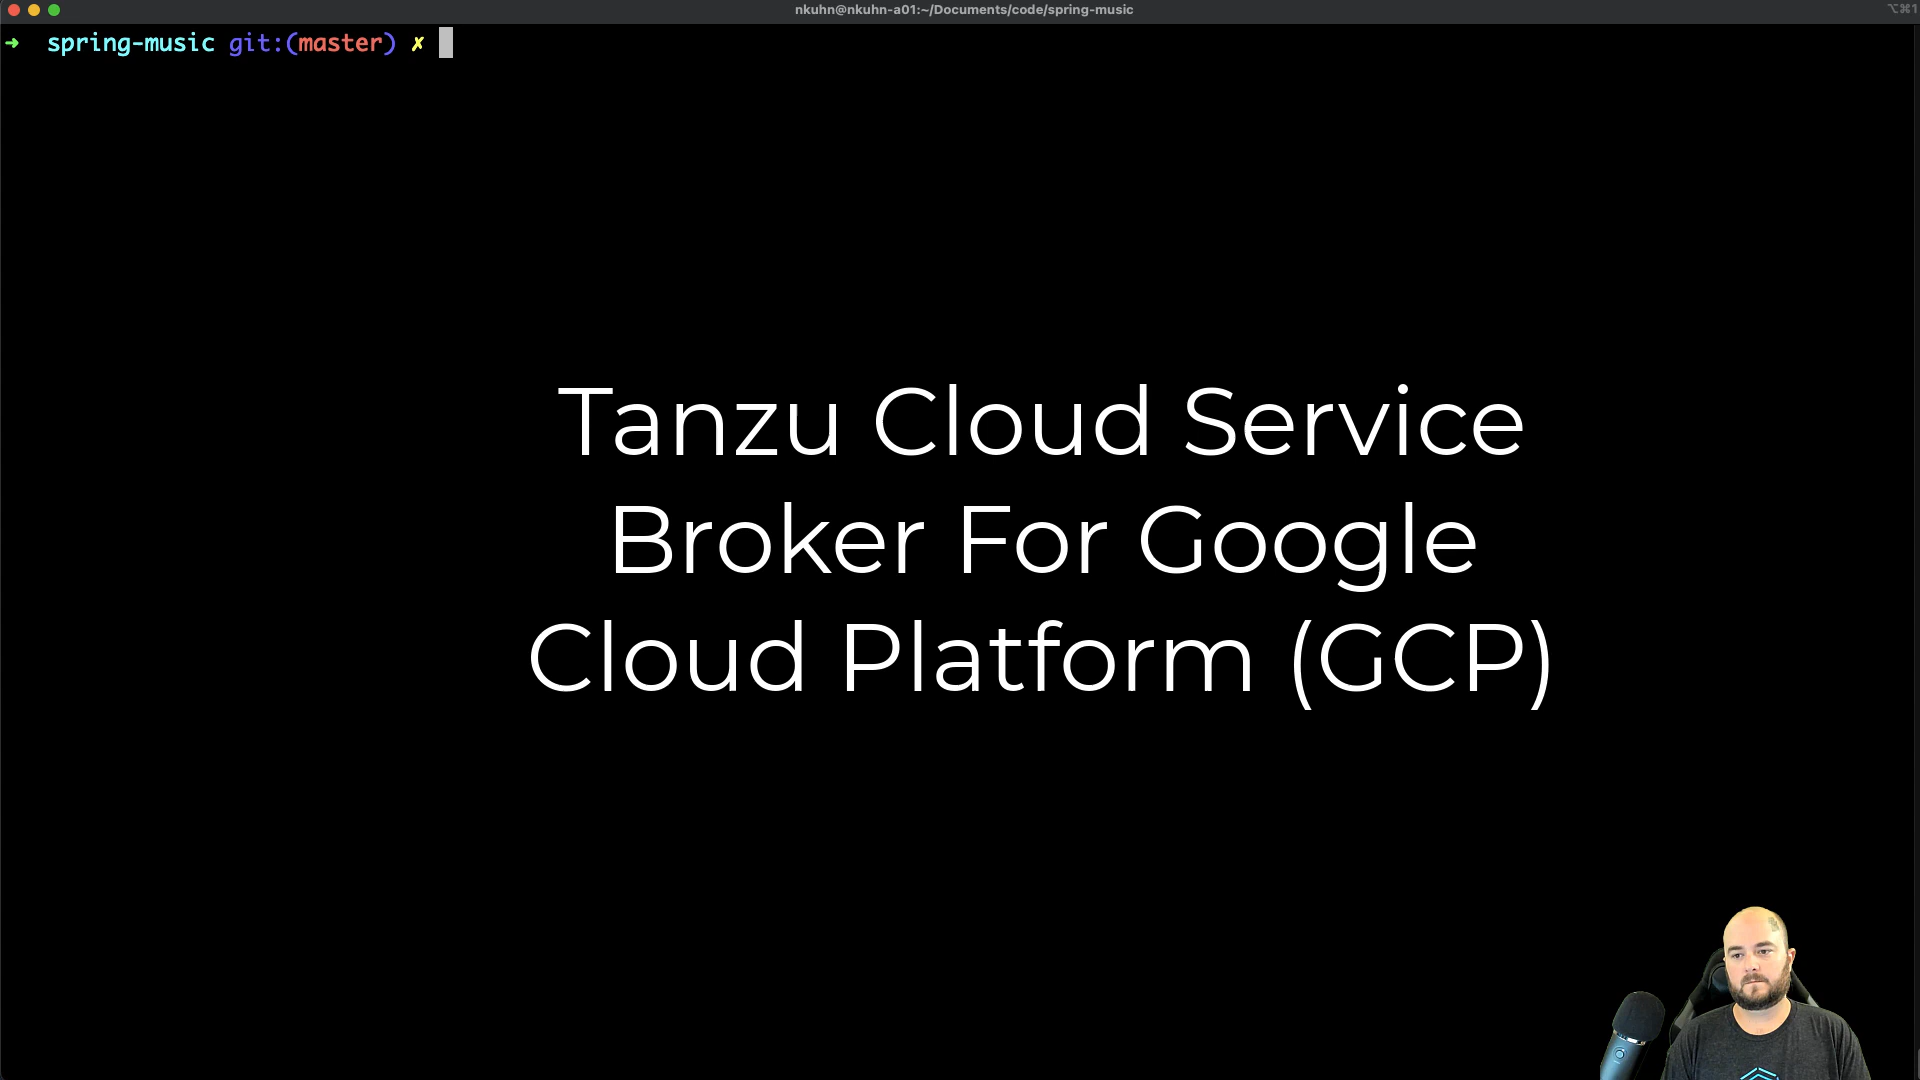 nkuhn@nkuhn-a01:~/Documents/code/spring-music
⌥⌘1
➜ spring-music git:(master) ✗
Tanzu Cloud Service
Broker For Google
Cloud Platform (GCP)